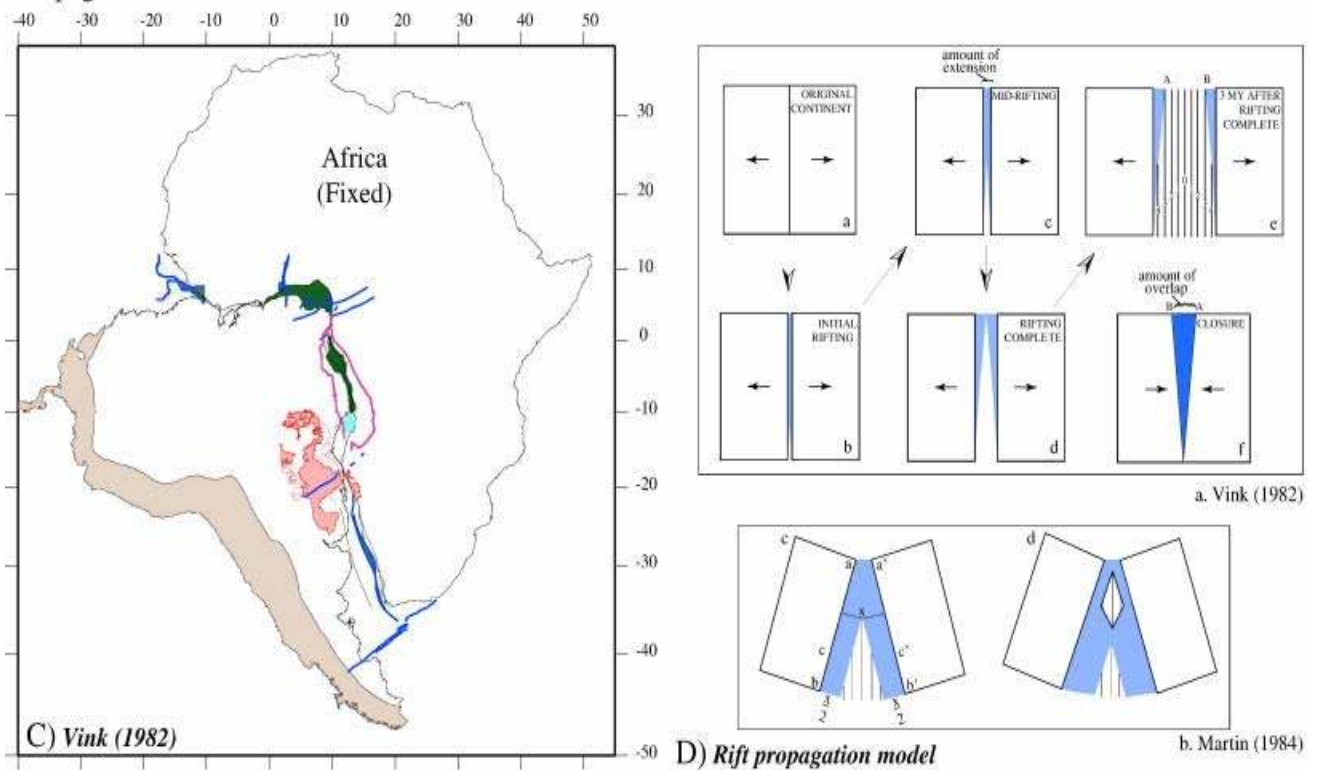 -40 -30 -20 -10 0 10 20 30 40 50
Africa
(Fixed)
30
20
10
0
-10
-20
-30
-40
-50
C) Vink (1982)
ORIGINAL
CONTINENT
a
amount of
extension
MID-RIFTING
c
A B
3 MY AFTER
RIFTING
COMPLETE
0
e
INITIAL
RIFTING
b
RIFTING
COMPLETE
d
amount of
overlap
B A
CLOSURE
f
a. Vink (1982)
c
a a'
x
c c'
b b'
2 2
d
b. Martin (1984)
D) Rift propagation model